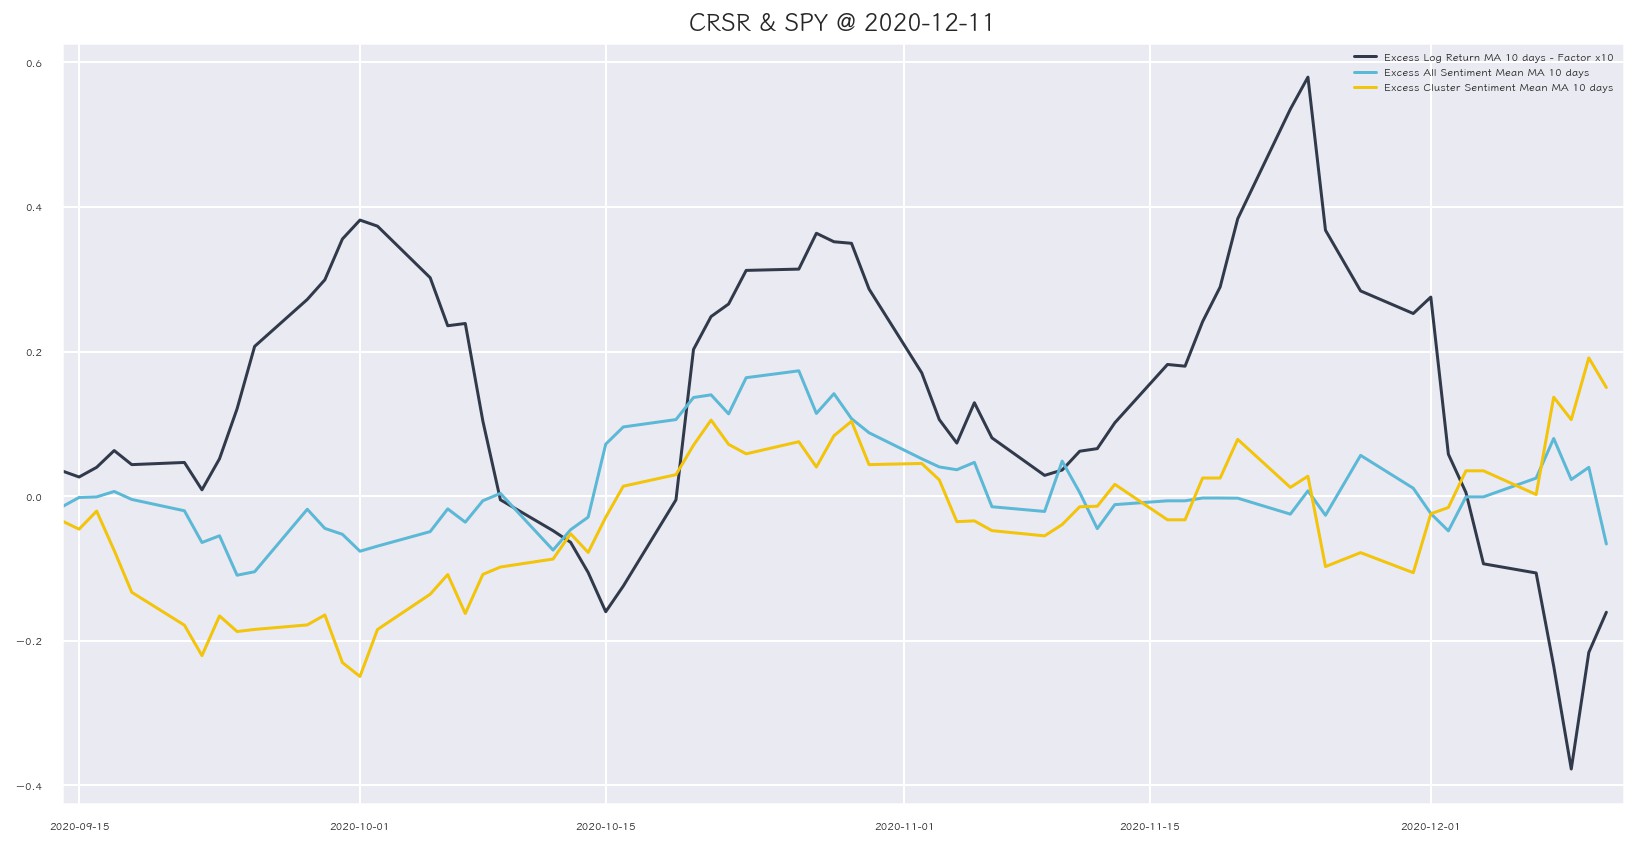 CRSR & SPY @ 2020-12-11
Excess Log Return MA 10 days - Factor x10
Excess All Sentiment Mean MA 10 days
Excess Cluster Sentiment Mean MA 10 days
0.6
0.4
0.2
0.0
−0.2
−0.4
2020-09-15 2020-10-01 2020-10-15 2020-11-01 2020-11-15 2020-12-01